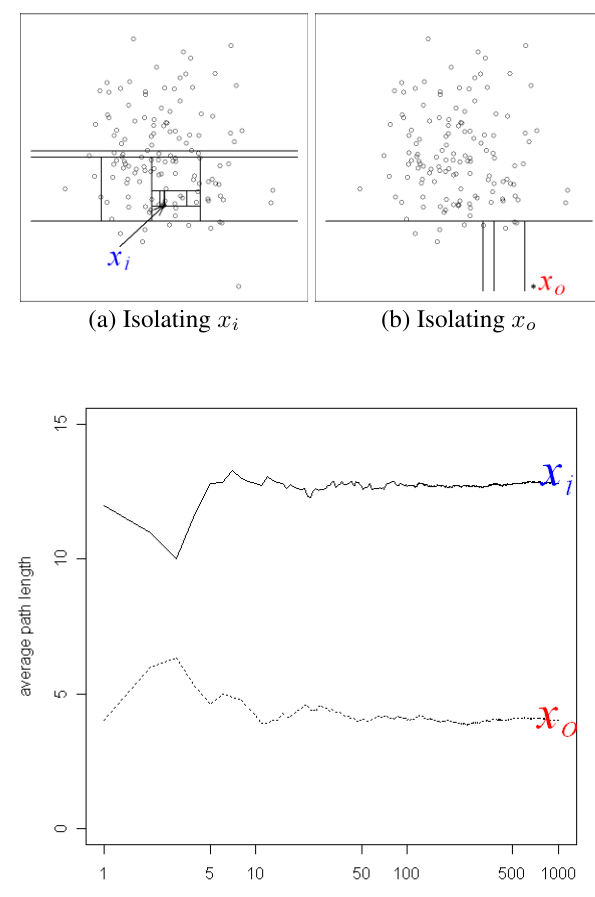 x_i
x_o
(a) Isolating x_i
(b) Isolating x_o
15
10
5
0
average path length
x_i
x_o
1 5 10 50 100 500 1000